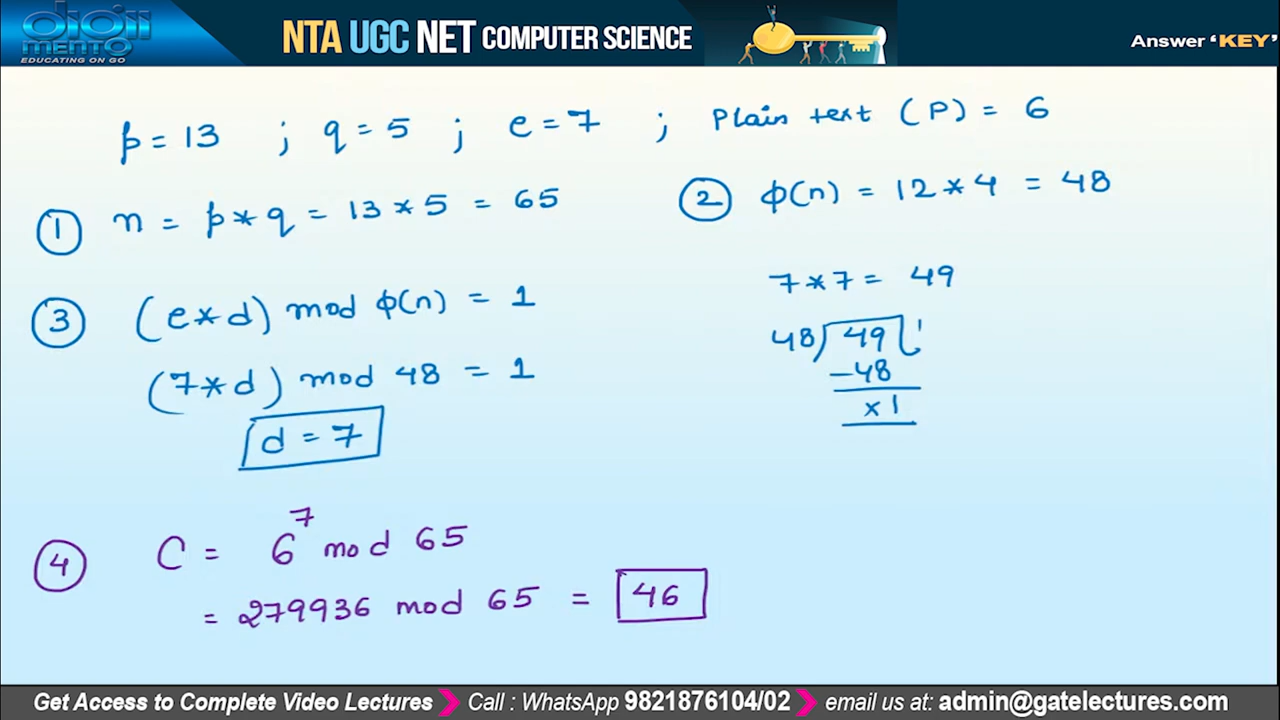 digii
MENTO
EDUCATING ON GO
NTA UGC NET COMPUTER SCIENCE
Answer ‘KEY’
p = 13 ; q = 5 ; e = 7 ; Plain text (P) = 6
① n = p * q = 13 * 5 = 65
② ϕ(n) = 12 * 4 = 48
③ (e * d) mod ϕ(n) = 1
(7 * d) mod 48 = 1
d = 7
7 * 7 = 49
48 ) 49 ( 1
- 48
x 1
④ C = 6^7 mod 65
= 279936 mod 65 = 46
Get Access to Complete Video Lectures Call : WhatsApp 9821876104/02 email us at: admin@gatelectures.com